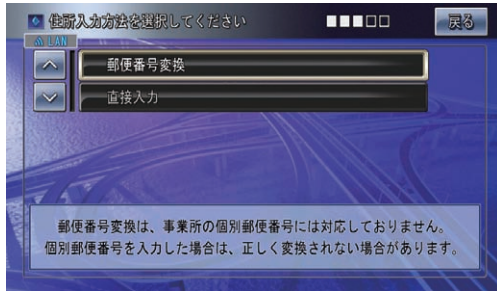 住所入力方法を選択してください ■■■□□ 戻る
LAN
郵便番号変換
直接入力
郵便番号変換は、事業所の個別郵便番号には対応しておりません。
個別郵便番号を入力した場合は、正しく変換されない場合があります。